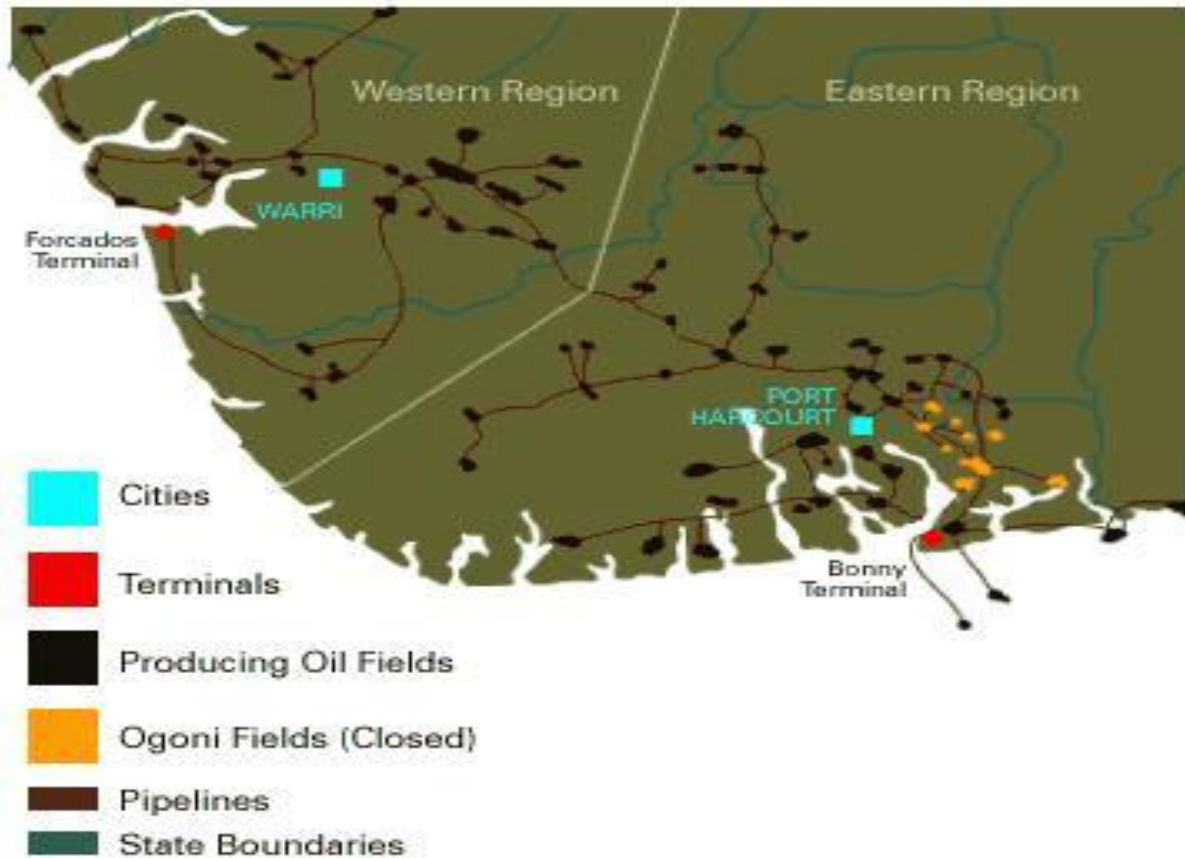 Western Region
Eastern Region
WARRI
Forcados
Terminal
PORT
HARCOURT
Bonny
Terminal
Cities
Terminals
Producing Oil Fields
Ogoni Fields (Closed)
Pipelines
State Boundaries